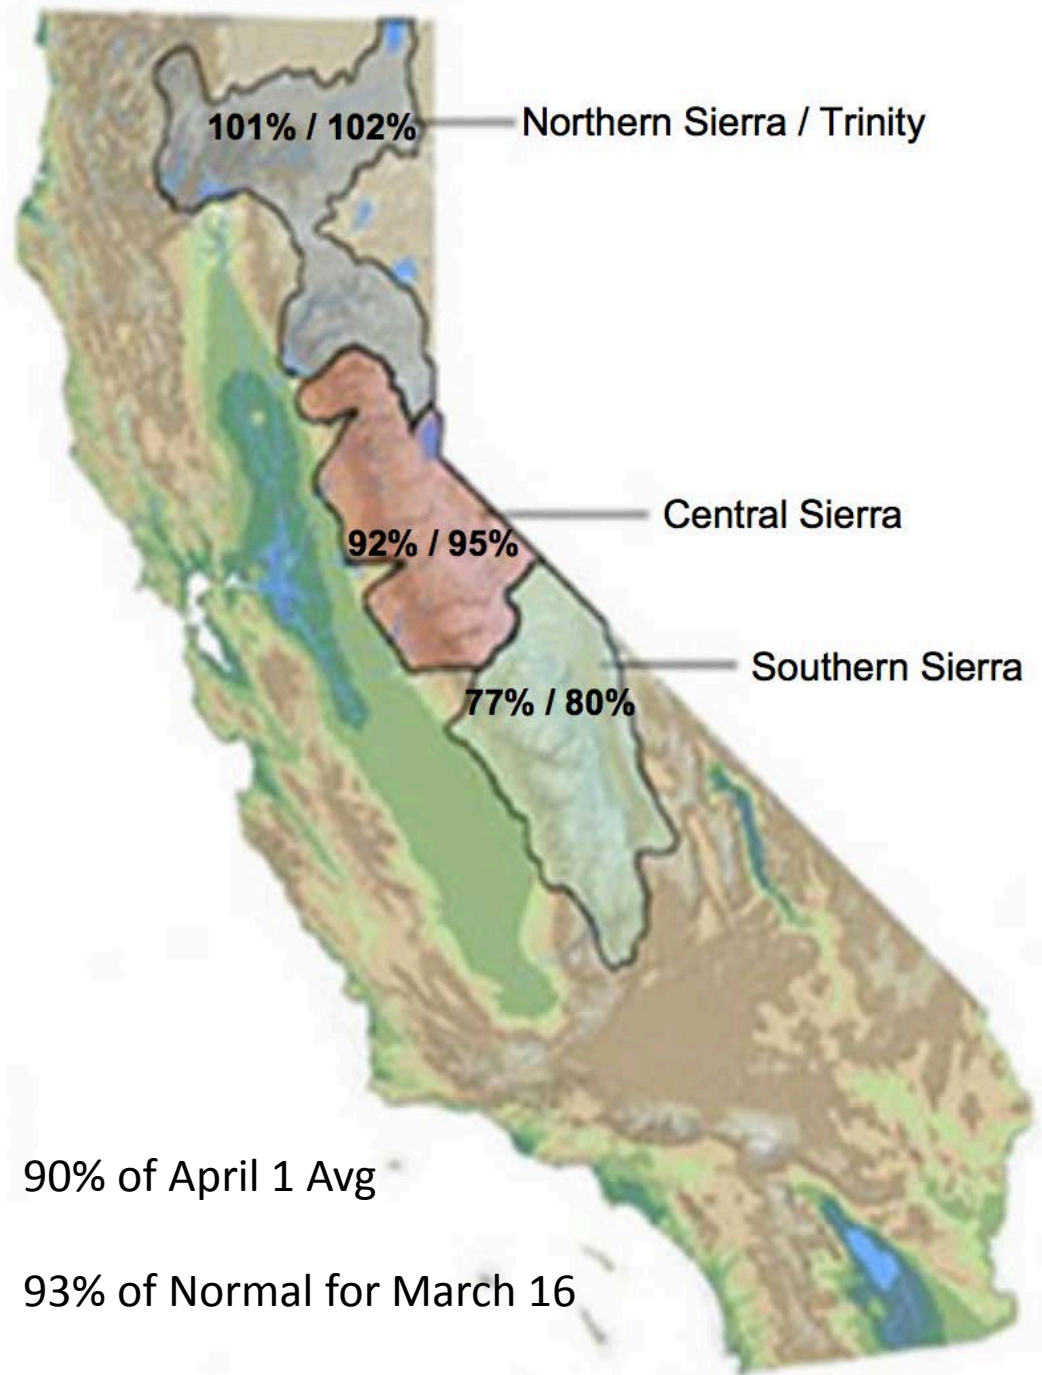 101% / 102%
Northern Sierra / Trinity
Central Sierra
92% / 95%
Southern Sierra
77% / 80%
90% of April 1 Avg
93% of Normal for March 16